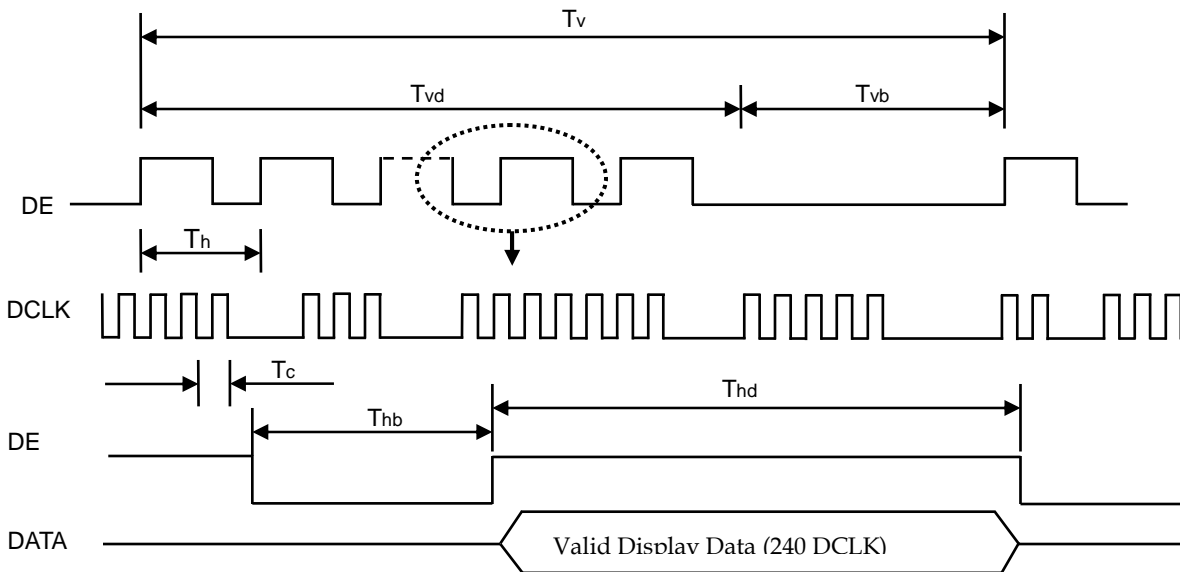 Tv
Tvd Tvb
DE
Th
DCLK
Tc
Thb Thd
DE
DATA Valid Display Data (240 DCLK)